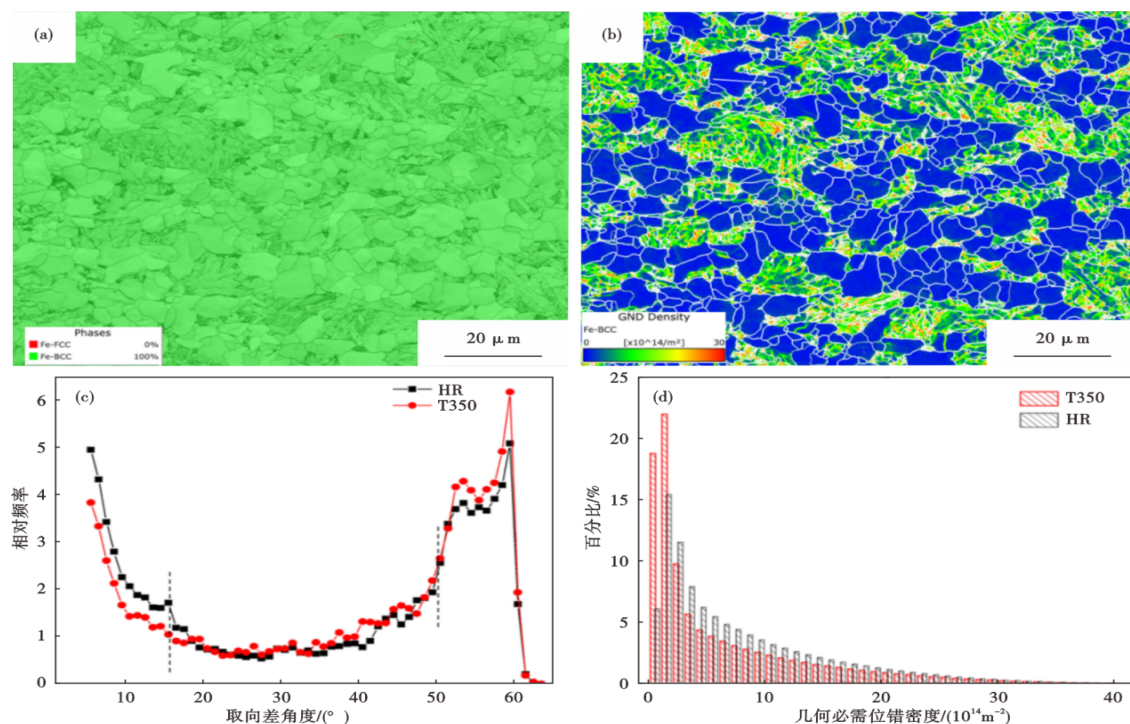 (a)
Phases
Fe-FCC 0%
Fe-BCC 100%
20 μm
(b)
GND Density
Fe-BCC
0 [x10^14/m²] 30
20 μm
(c)
HR
T350
6
5
4
3
2
1
0
10 20 30 40 50 60
相对频率
取向差角度/(°)
(d)
T350
HR
25
20
15
10
5
0
0 10 20 30 40
百分比/%
几何必需位错密度/(10¹⁴m⁻²)